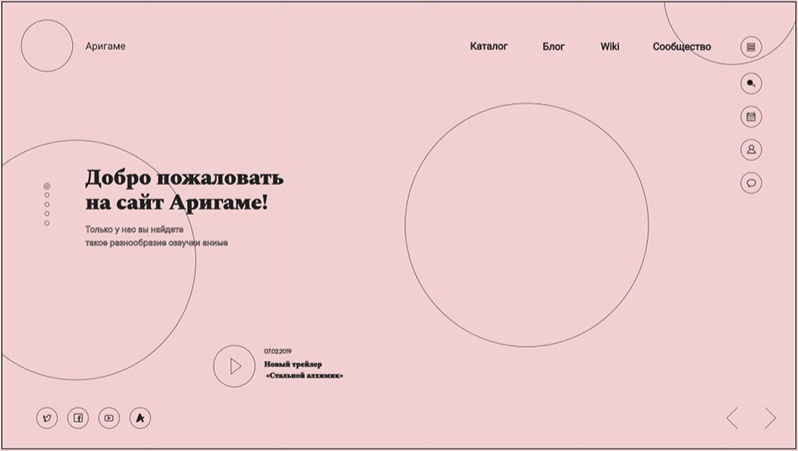 Аригаме
Каталог Блог Wiki Сообщество
Добро пожаловать
на сайт Аригаме!
Только у нас вы найдете
такое разнообразие озвучки аниме
07.02.2019
Новый трейлер
«Стальной алхимик»